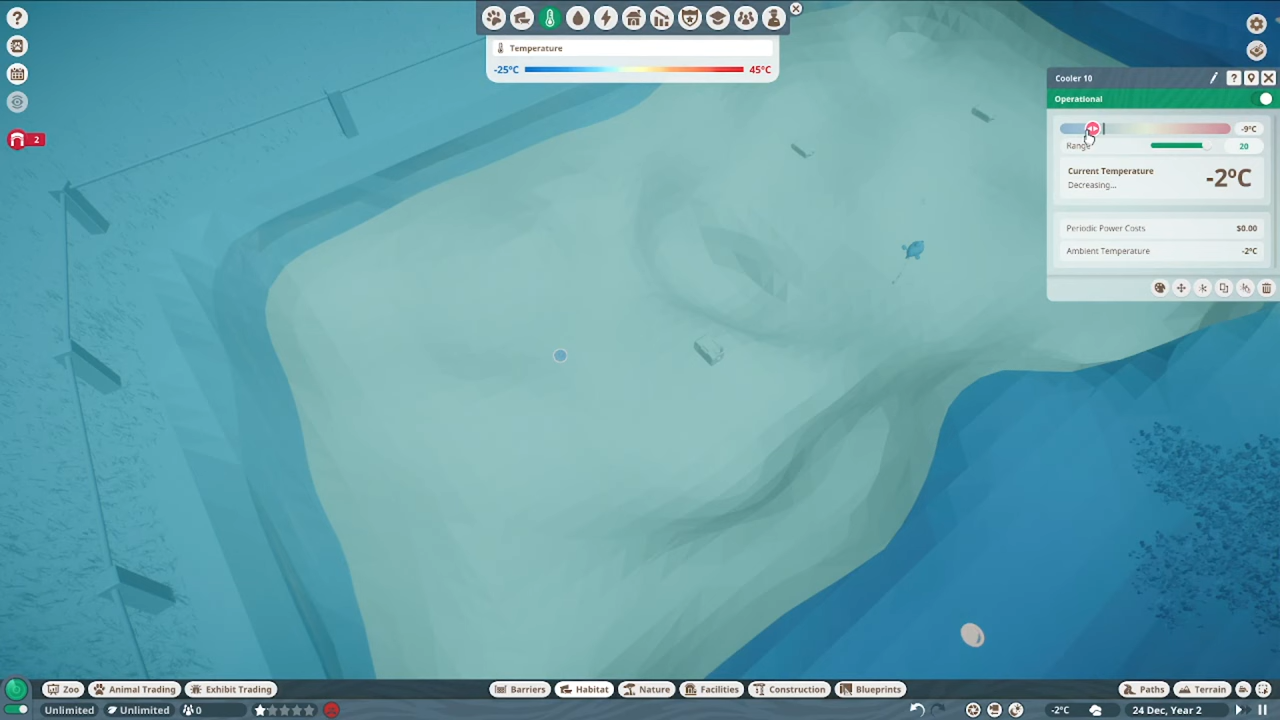 ?
Temperature
-25°C
45°C
2
Cooler 10
?
Operational
-9°C
Range
20
Current Temperature
Decreasing...
-2°C
Periodic Power Costs
$0.00
Ambient Temperature
-2°C
Zoo
Animal Trading
Exhibit Trading
Barriers
Habitat
Nature
Facilities
Construction
Blueprints
Paths
Terrain
Unlimited
Unlimited
0
-2°C
24 Dec, Year 2